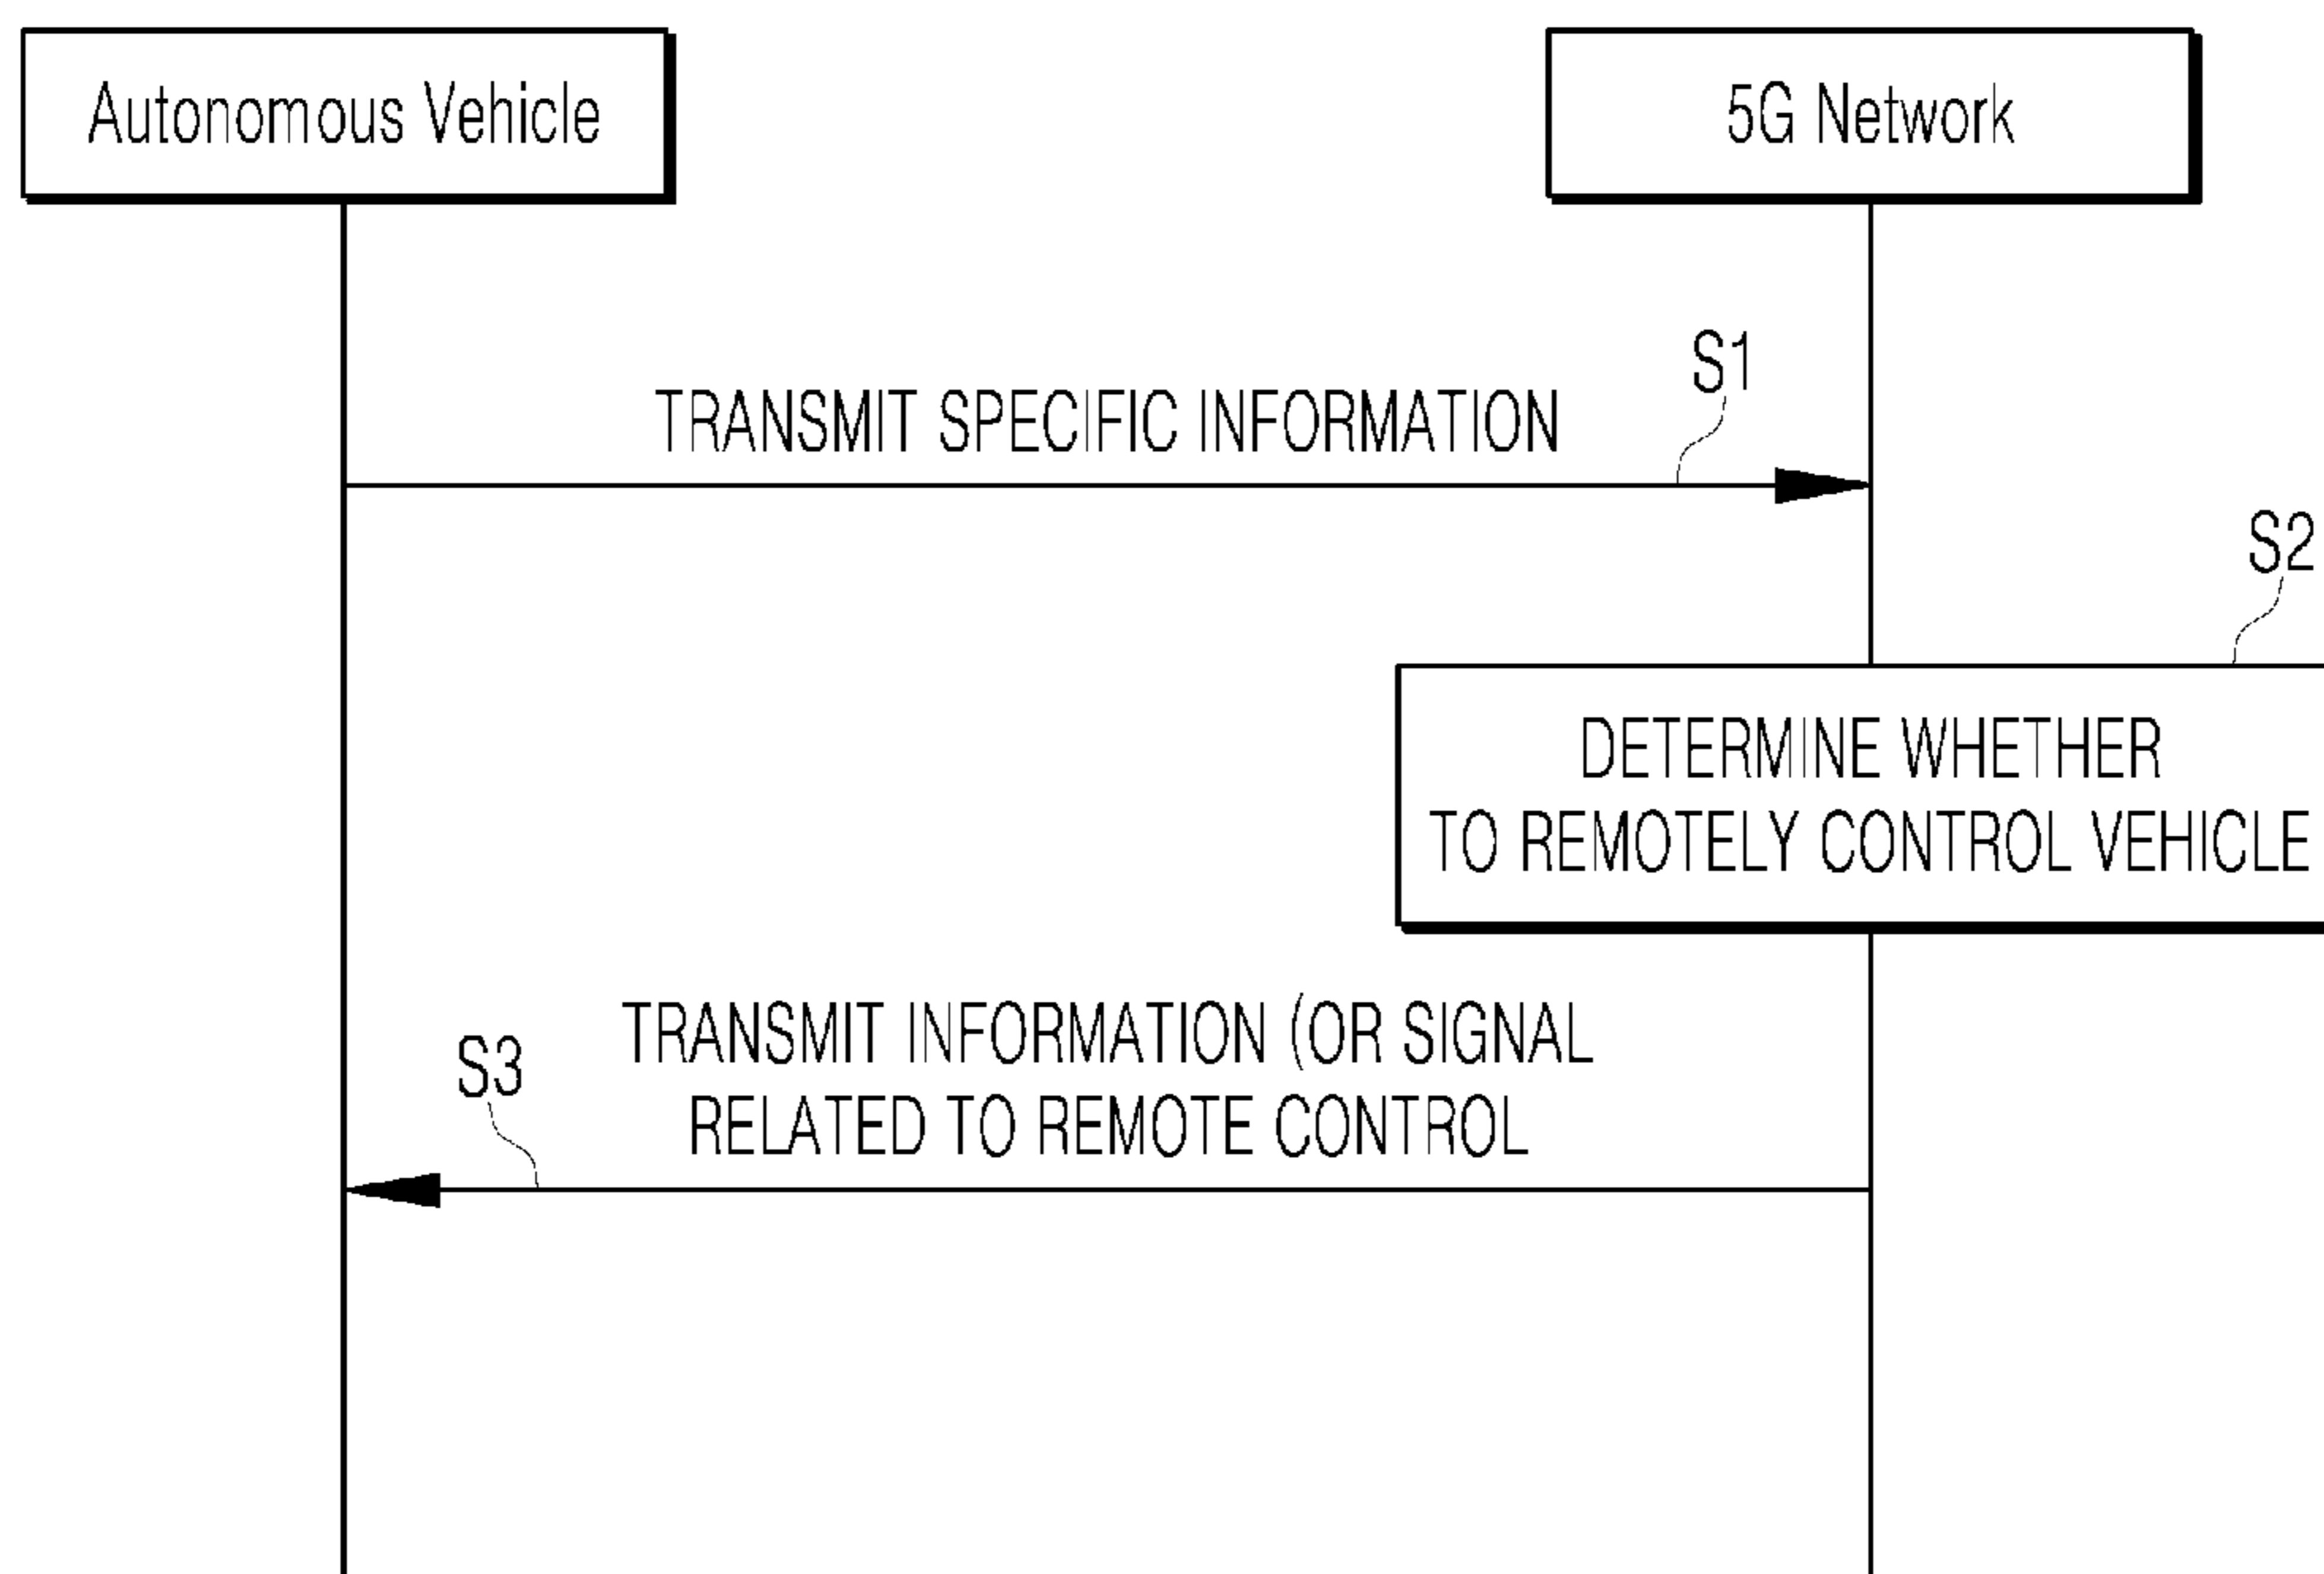 Autonomous Vehicle
5G Network
S1
TRANSMIT SPECIFIC INFORMATION
S2
DETERMINE WHETHER
TO REMOTELY CONTROL VEHICLE
S3
TRANSMIT INFORMATION (OR SIGNAL
RELATED TO REMOTE CONTROL